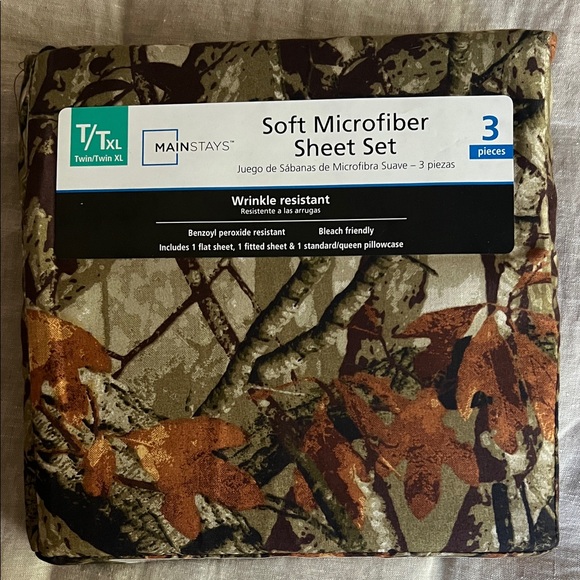 T/TXL
Twin/Twin XL
MAINSTAYS™
Soft Microfiber
Sheet Set
Juego de Sábanas de Microfibra Suave – 3 piezas
3
pieces
Wrinkle resistant
Resistente a las arrugas
Benzoyl peroxide resistant Bleach friendly
Includes 1 flat sheet, 1 fitted sheet & 1 standard/queen pillowcase